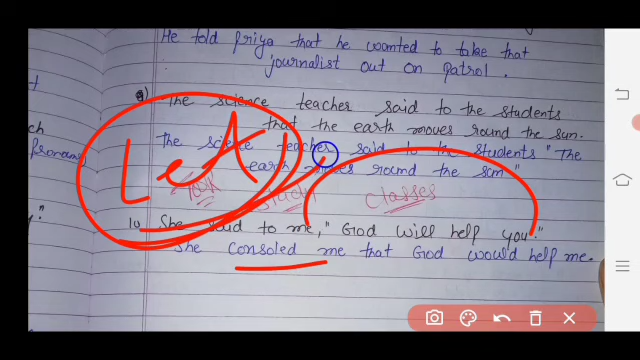 He told Priya that he wanted to take that
journalist out on patrol.
9) The science teacher said to the students
that the earth moves round the sun.
The science teacher said to the students "The
earth moves round the sun"
LeA
classes
10 She said to me, "God will help you."
She consoled me that God would help me.